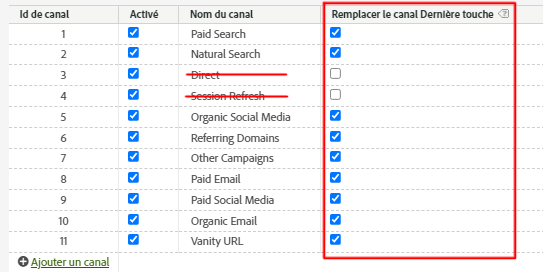 Id de canal Activé Nom du canal Remplacer le canal Dernière touche
1 Paid Search
2 Natural Search
3 Direct
4 Session Refresh
5 Organic Social Media
6 Referring Domains
7 Other Campaigns
8 Paid Email
9 Paid Social Media
10 Organic Email
11 Vanity URL
Ajouter un canal